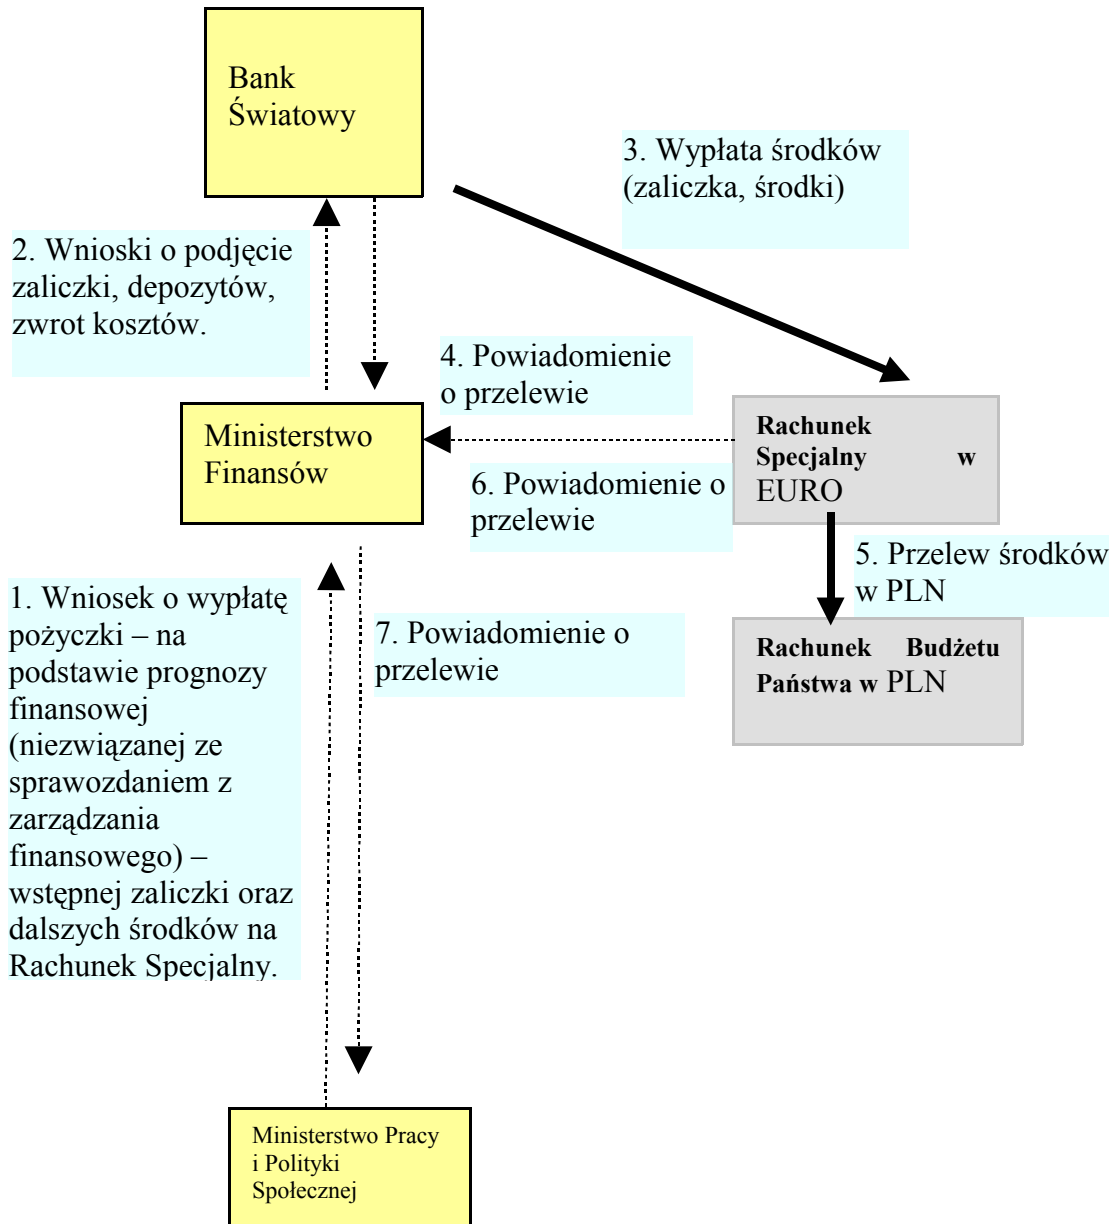 Bank
Światowy
3. Wypłata środków
(zaliczka, środki)
2. Wnioski o podjęcie
zaliczki, depozytów,
zwrot kosztów.
4. Powiadomienie
o przelewie
Ministerstwo
Finansów
Rachunek
Specjalny w
EURO
6. Powiadomienie o
przelewie
5. Przelew środków
w PLN
1. Wniosek o wypłatę
pożyczki – na
podstawie prognozy
finansowej
(niezwiązanej ze
sprawozdaniem z
zarządzania
finansowego) –
wstępnej zaliczki oraz
dalszych środków na
Rachunek Specjalny.
7. Powiadomienie o
przelewie
Rachunek Budżetu
Państwa w PLN
Ministerstwo Pracy
i Polityki
Społecznej